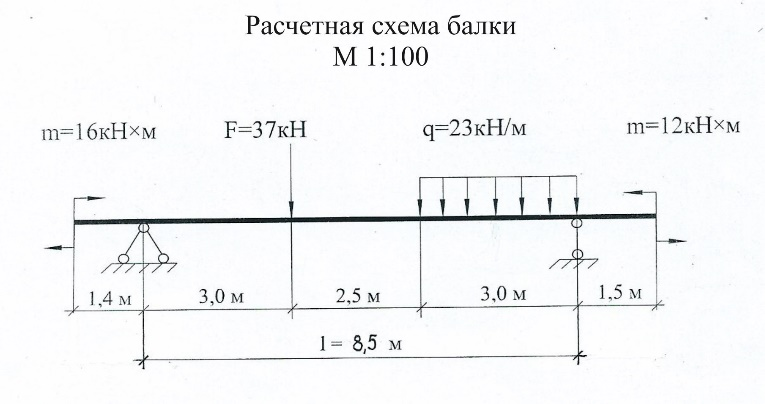 Расчетная схема балки
М 1:100
m=16кН×м F=37кН q=23кН/м m=12кН×м
1,4 м 3,0 м 2,5 м 3,0 м 1,5 м
l = 8,5 м